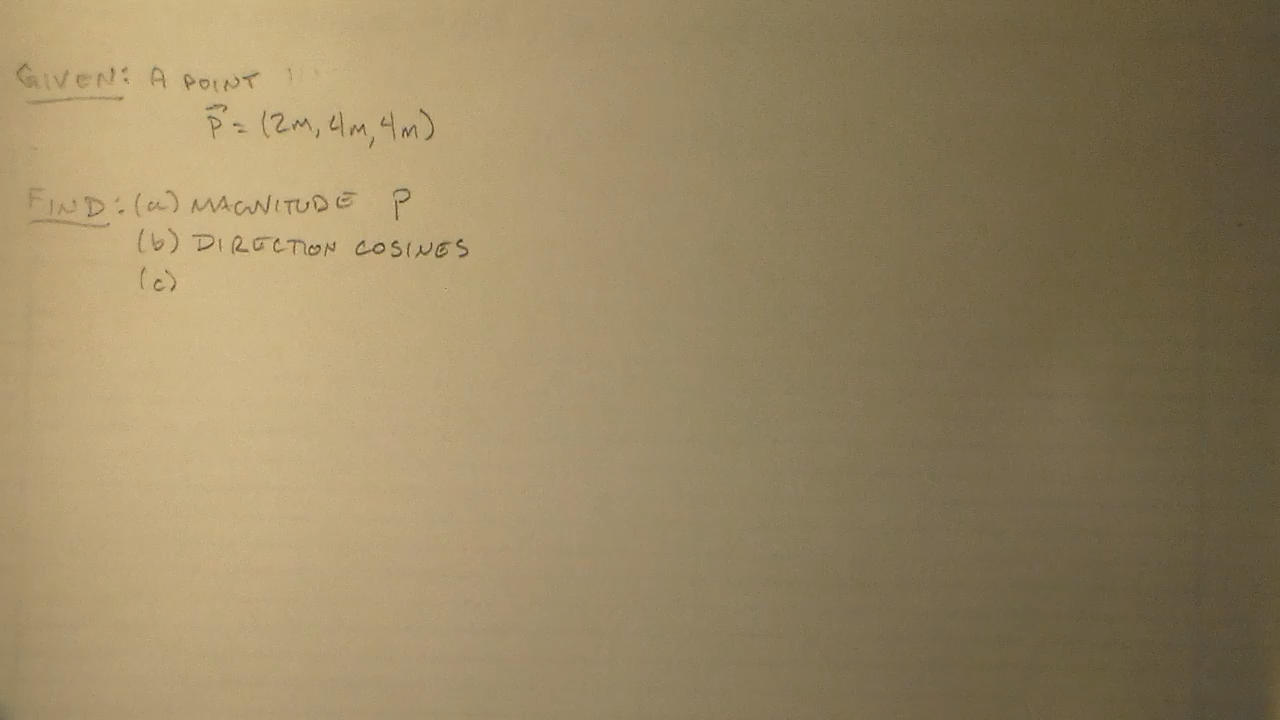 GIVEN: A POINT
P = (2m, 4m, 4m)
FIND: (a) MAGNITUDE P
(b) DIRECTION COSINES
(c)